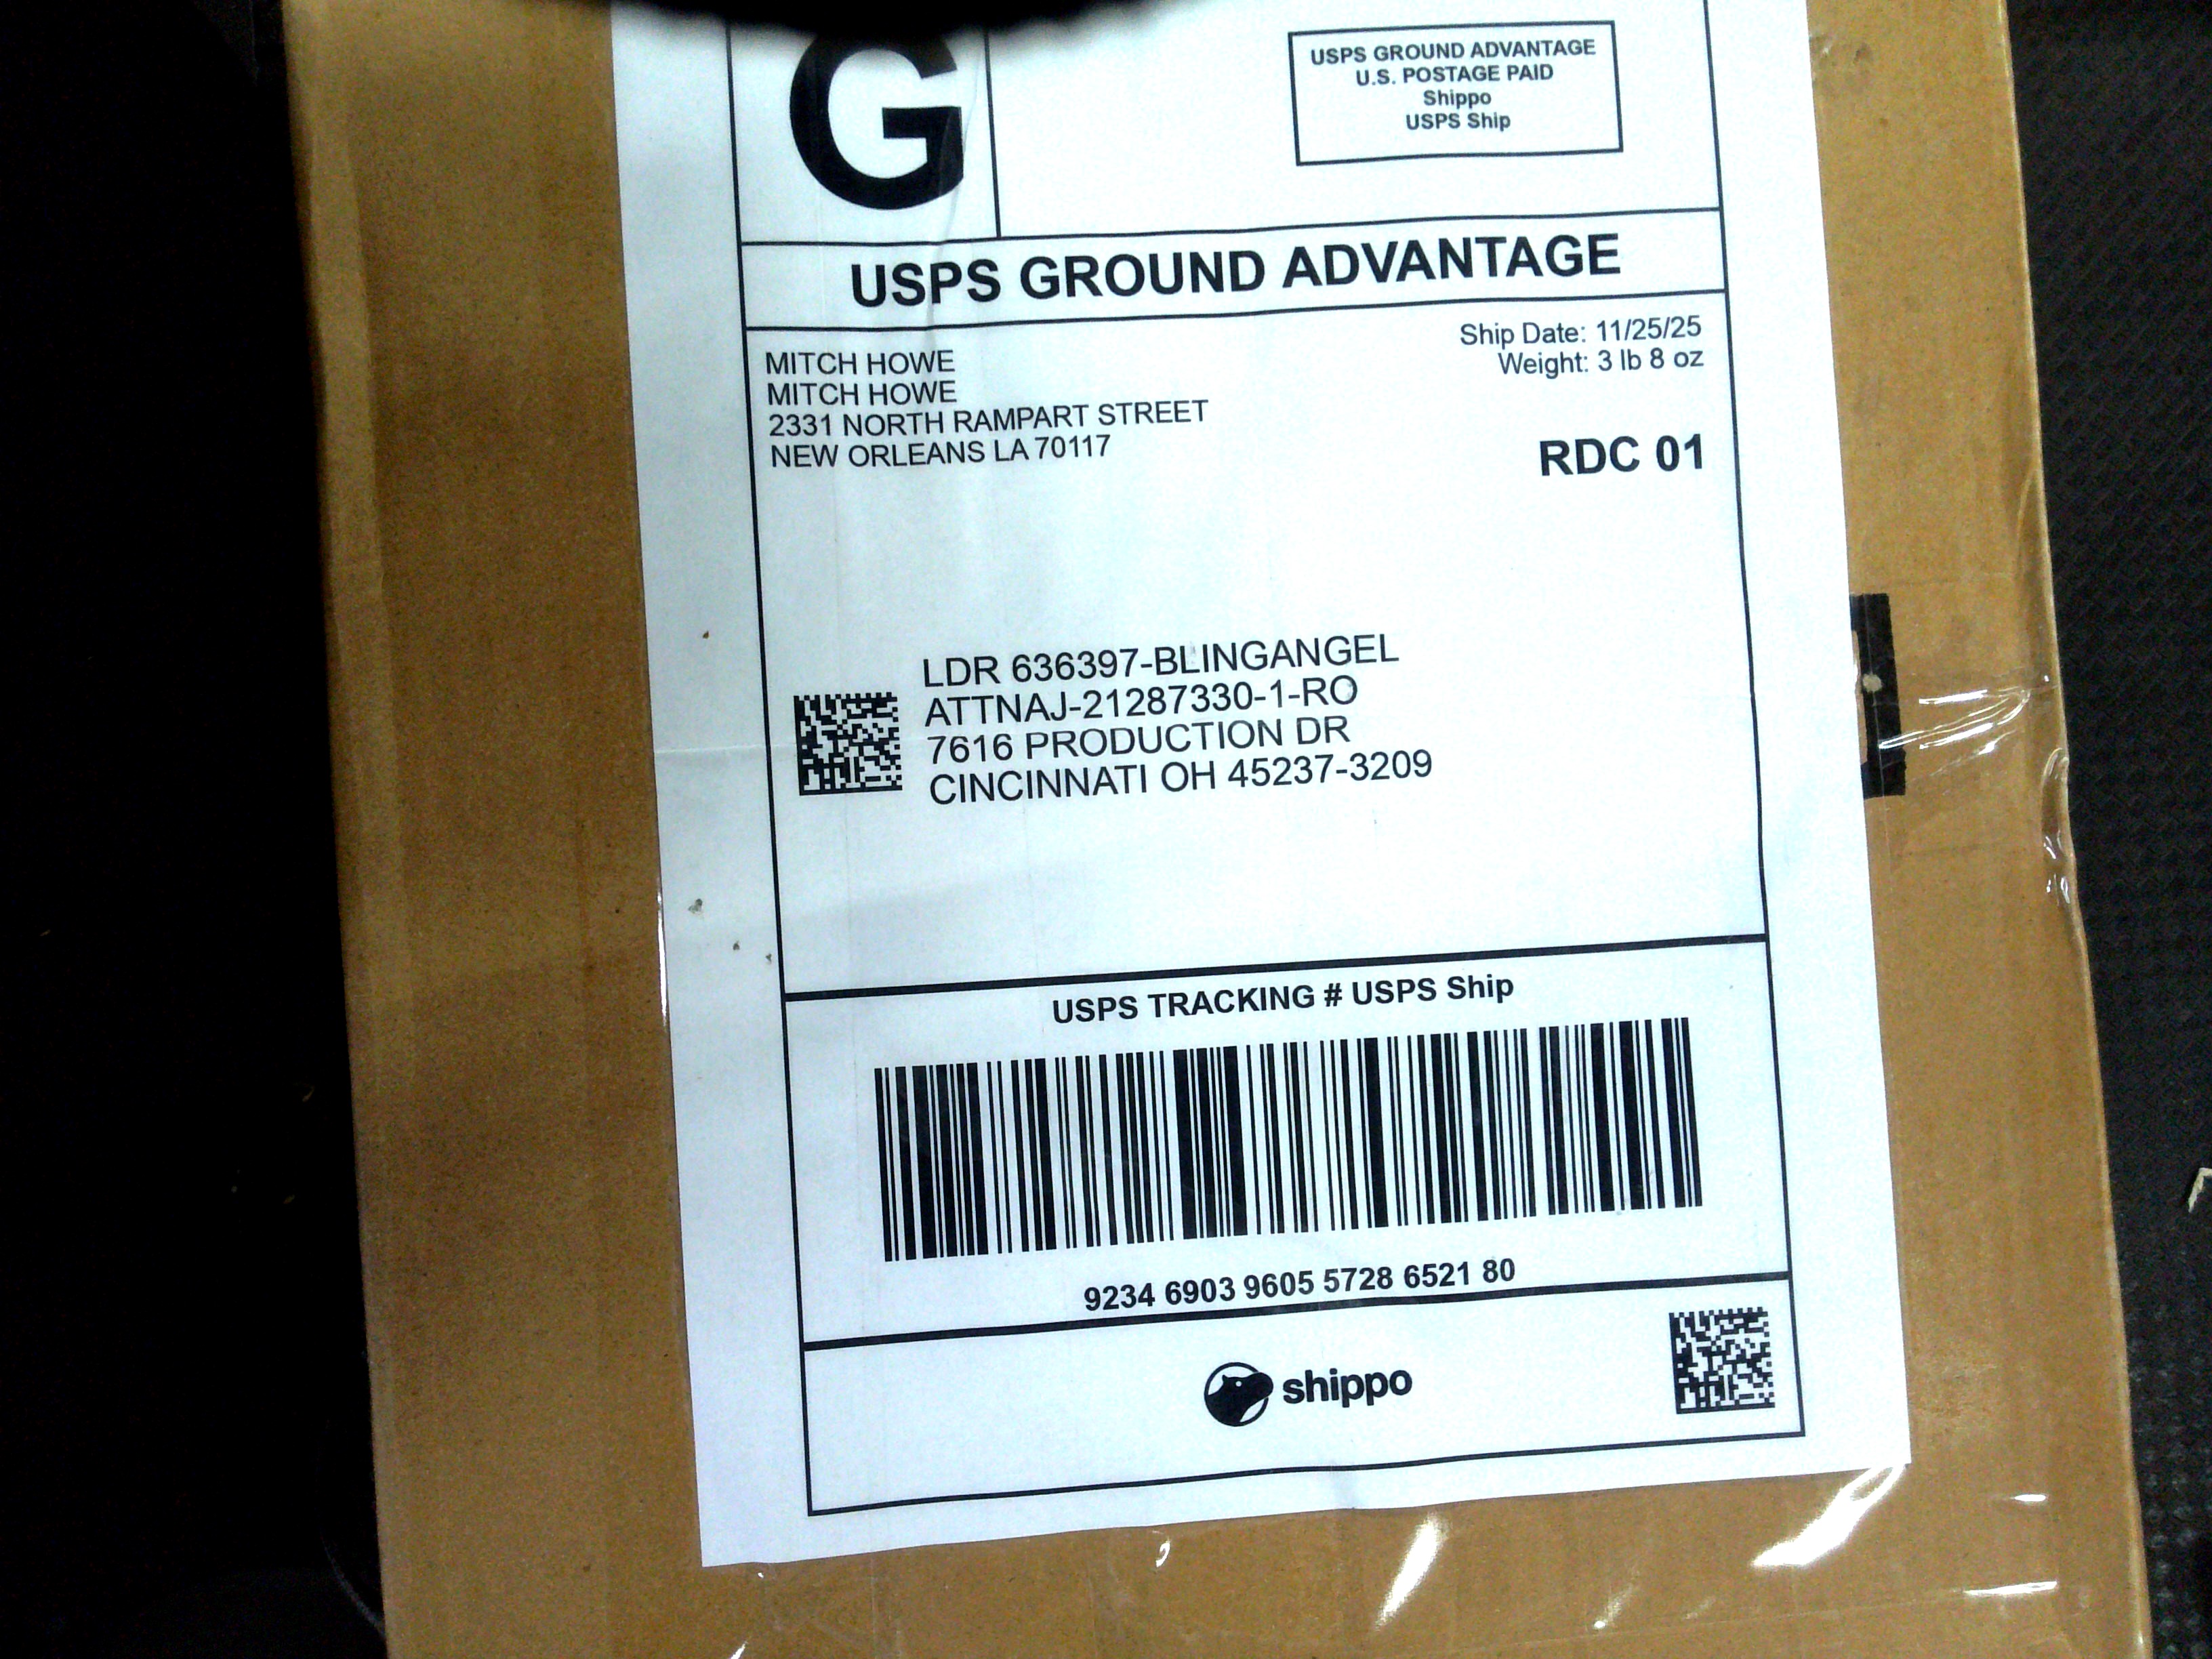 G
USPS GROUND ADVANTAGE
U.S. POSTAGE PAID
Shippo
USPS Ship
USPS GROUND ADVANTAGE
Ship Date: 11/25/25
Weight: 3 lb 8 oz
MITCH HOWE
MITCH HOWE
2331 NORTH RAMPART STREET
NEW ORLEANS LA 70117
RDC 01
LDR 636397-BLINGANGEL
ATTNAJ-21287330-1-RO
7616 PRODUCTION DR
CINCINNATI OH 45237-3209
USPS TRACKING # USPS Ship
9234 6903 9605 5728 6521 80
shippo